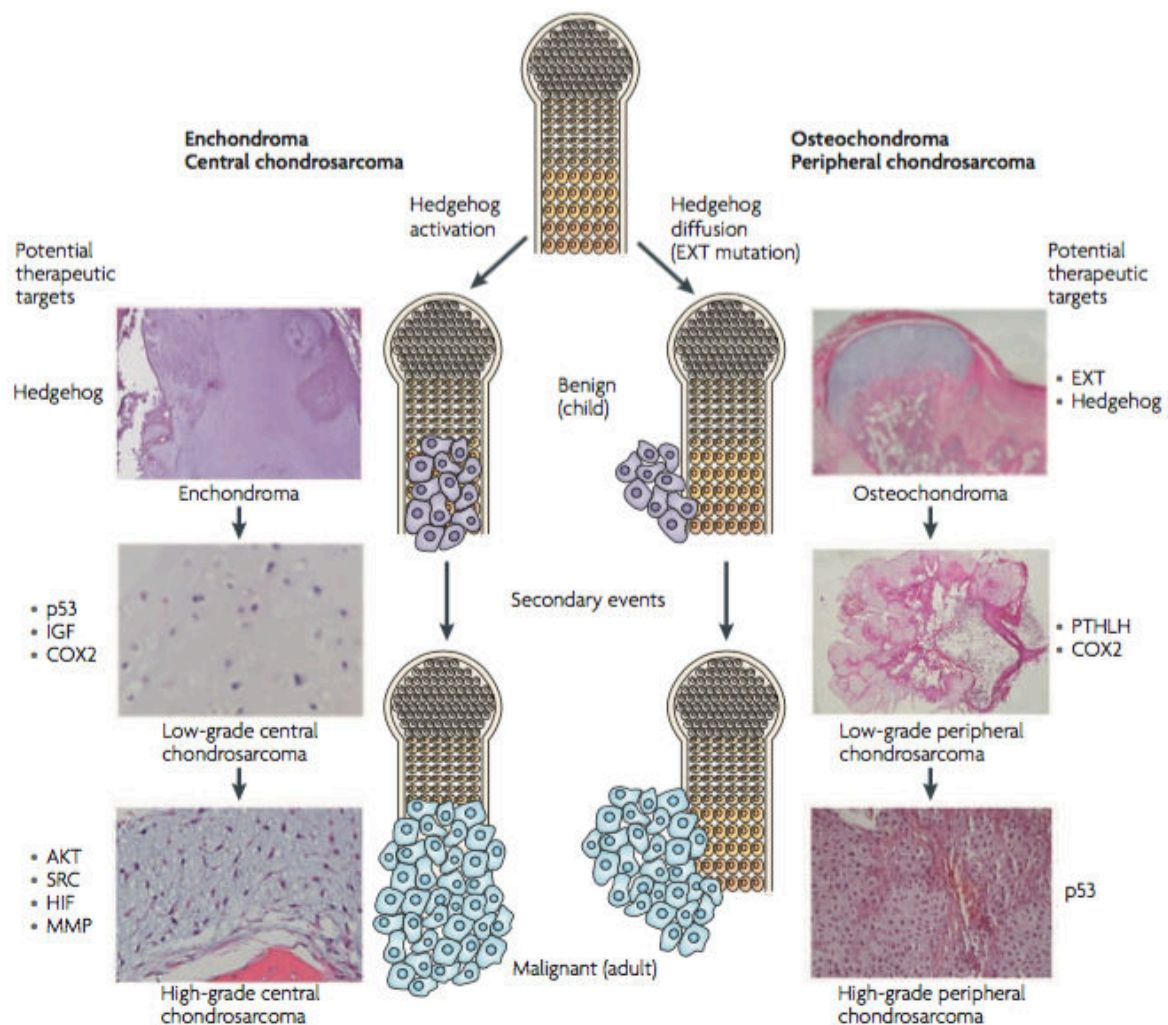 Enchondroma
Central chondrosarcoma
Osteochondroma
Peripheral chondrosarcoma
Hedgehog
activation
Hedgehog
diffusion
(EXT mutation)
Potential
therapeutic
targets
Potential
therapeutic
targets
Hedgehog
Benign
(child)
• EXT
• Hedgehog
Enchondroma
Osteochondroma
Secondary events
• p53
• IGF
• COX2
• PTHLH
• COX2
Low-grade central
chondrosarcoma
Low-grade peripheral
chondrosarcoma
• AKT
• SRC
• HIF
• MMP
p53
Malignant (adult)
High-grade central
chondrosarcoma
High-grade peripheral
chondrosarcoma